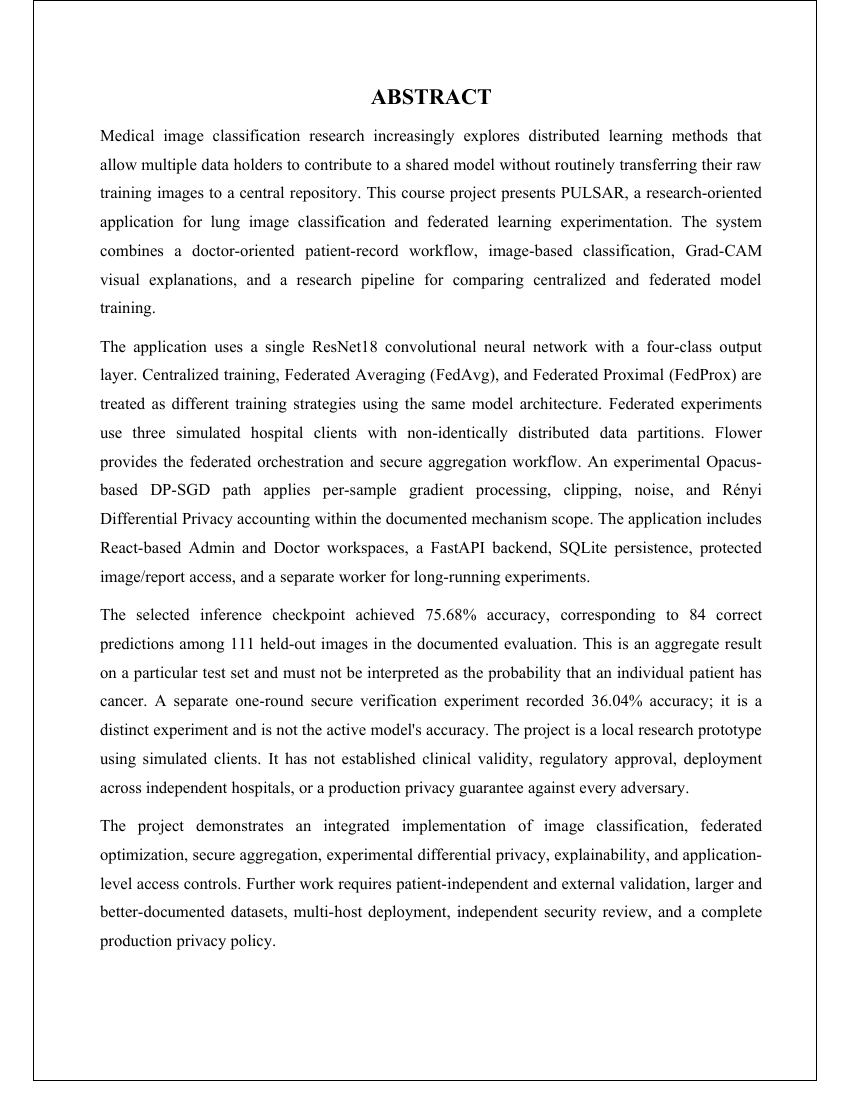 ABSTRACT
Medical image classification research increasingly explores distributed learning methods that
allow multiple data holders to contribute to a shared model without routinely transferring their raw
training images to a central repository. This course project presents PULSAR, a research-oriented
application for lung image classification and federated learning experimentation. The system
combines a doctor-oriented patient-record workflow, image-based classification, Grad-CAM
visual explanations, and a research pipeline for comparing centralized and federated model
training.
The application uses a single ResNet18 convolutional neural network with a four-class output
layer. Centralized training, Federated Averaging (FedAvg), and Federated Proximal (FedProx) are
treated as different training strategies using the same model architecture. Federated experiments
use three simulated hospital clients with non-identically distributed data partitions. Flower
provides the federated orchestration and secure aggregation workflow. An experimental Opacus-
based DP-SGD path applies per-sample gradient processing, clipping, noise, and Rényi
Differential Privacy accounting within the documented mechanism scope. The application includes
React-based Admin and Doctor workspaces, a FastAPI backend, SQLite persistence, protected
image/report access, and a separate worker for long-running experiments.
The selected inference checkpoint achieved 75.68% accuracy, corresponding to 84 correct
predictions among 111 held-out images in the documented evaluation. This is an aggregate result
on a particular test set and must not be interpreted as the probability that an individual patient has
cancer. A separate one-round secure verification experiment recorded 36.04% accuracy; it is a
distinct experiment and is not the active model's accuracy. The project is a local research prototype
using simulated clients. It has not established clinical validity, regulatory approval, deployment
across independent hospitals, or a production privacy guarantee against every adversary.
The project demonstrates an integrated implementation of image classification, federated
optimization, secure aggregation, experimental differential privacy, explainability, and application-
level access controls. Further work requires patient-independent and external validation, larger and
better-documented datasets, multi-host deployment, independent security review, and a complete
production privacy policy.